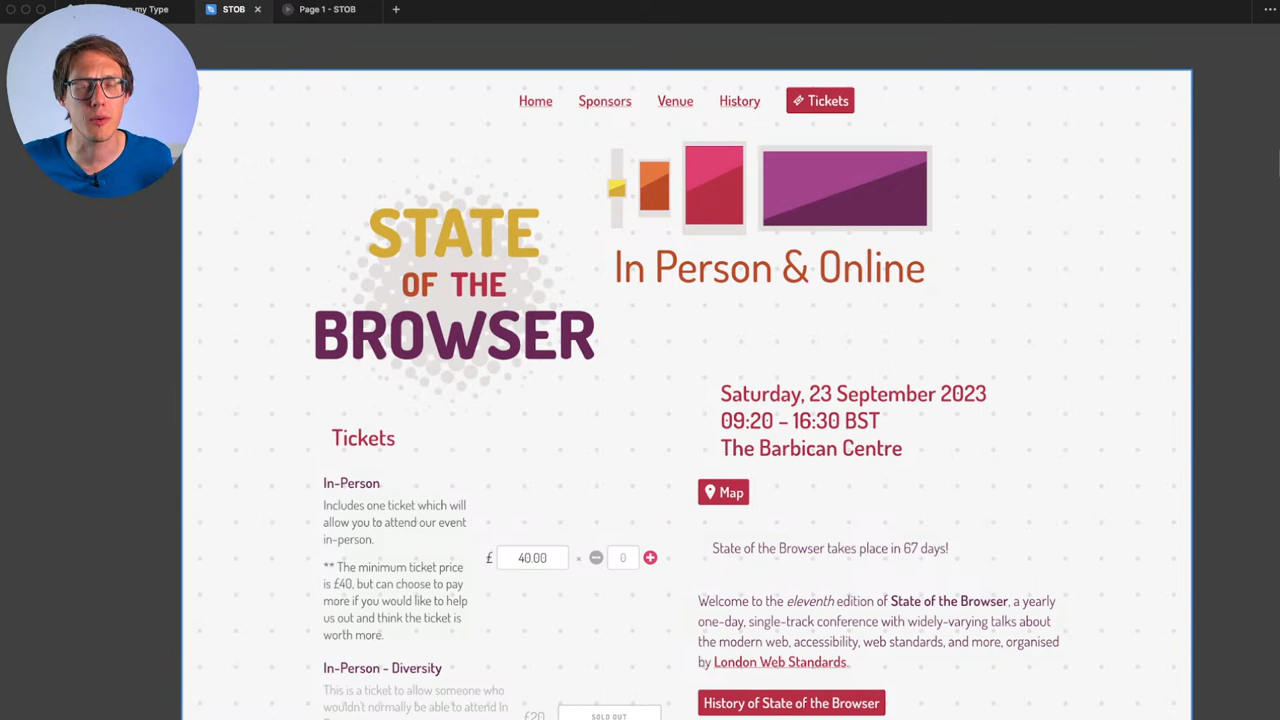 my Type
STOB
Page 1 - STOB
Home
Sponsors
Venue
History
Tickets
STATE
OF THE
BROWSER
In Person & Online
Saturday, 23 September 2023
09:20 – 16:30 BST
The Barbican Centre
Map
State of the Browser takes place in 67 days!
Welcome to the eleventh edition of State of the Browser, a yearly
one-day, single-track conference with widely-varying talks about
the modern web, accessibility, web standards, and more, organised
by London Web Standards.
History of State of the Browser
Tickets
In-Person
Includes one ticket which will
allow you to attend our event
in-person.
** The minimum ticket price
is £40, but can choose to pay
more if you would like to help
us out and think the ticket is
worth more.
£ 40.00 × 0
In-Person - Diversity
This is a ticket to allow someone who
wouldn't normally be able to attend In
£20
SOLD OUT